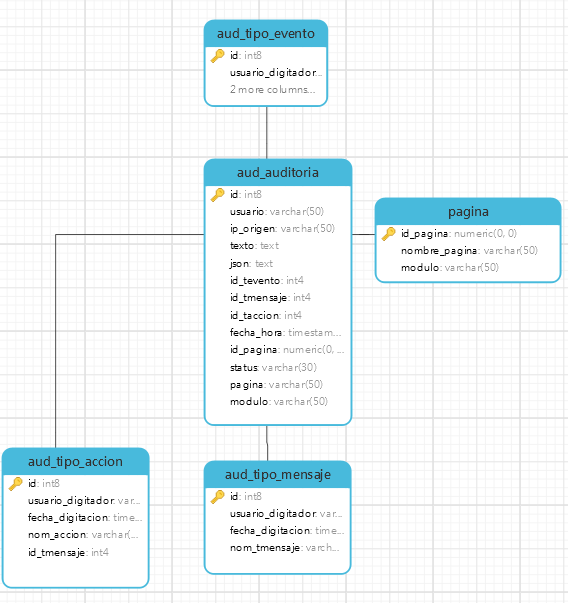 aud_tipo_evento
id: int8
usuario_digitador...
2 more columns...
aud_auditoria
id: int8
usuario: varchar(50)
ip_origen: varchar(50)
texto: text
json: text
id_tevento: int4
id_tmensaje: int4
id_taccion: int4
fecha_hora: timestam...
id_pagina: numeric(0, ...
status: varchar(30)
pagina: varchar(50)
modulo: varchar(50)
pagina
id_pagina: numeric(0, 0)
nombre_pagina: varchar(50)
modulo: varchar(50)
aud_tipo_accion
id: int8
usuario_digitador: var...
fecha_digitacion: time...
nom_accion: varchar(...
id_tmensaje: int4
aud_tipo_mensaje
id: int8
usuario_digitador: var...
fecha_digitacion: time...
nom_tmensaje: varch...